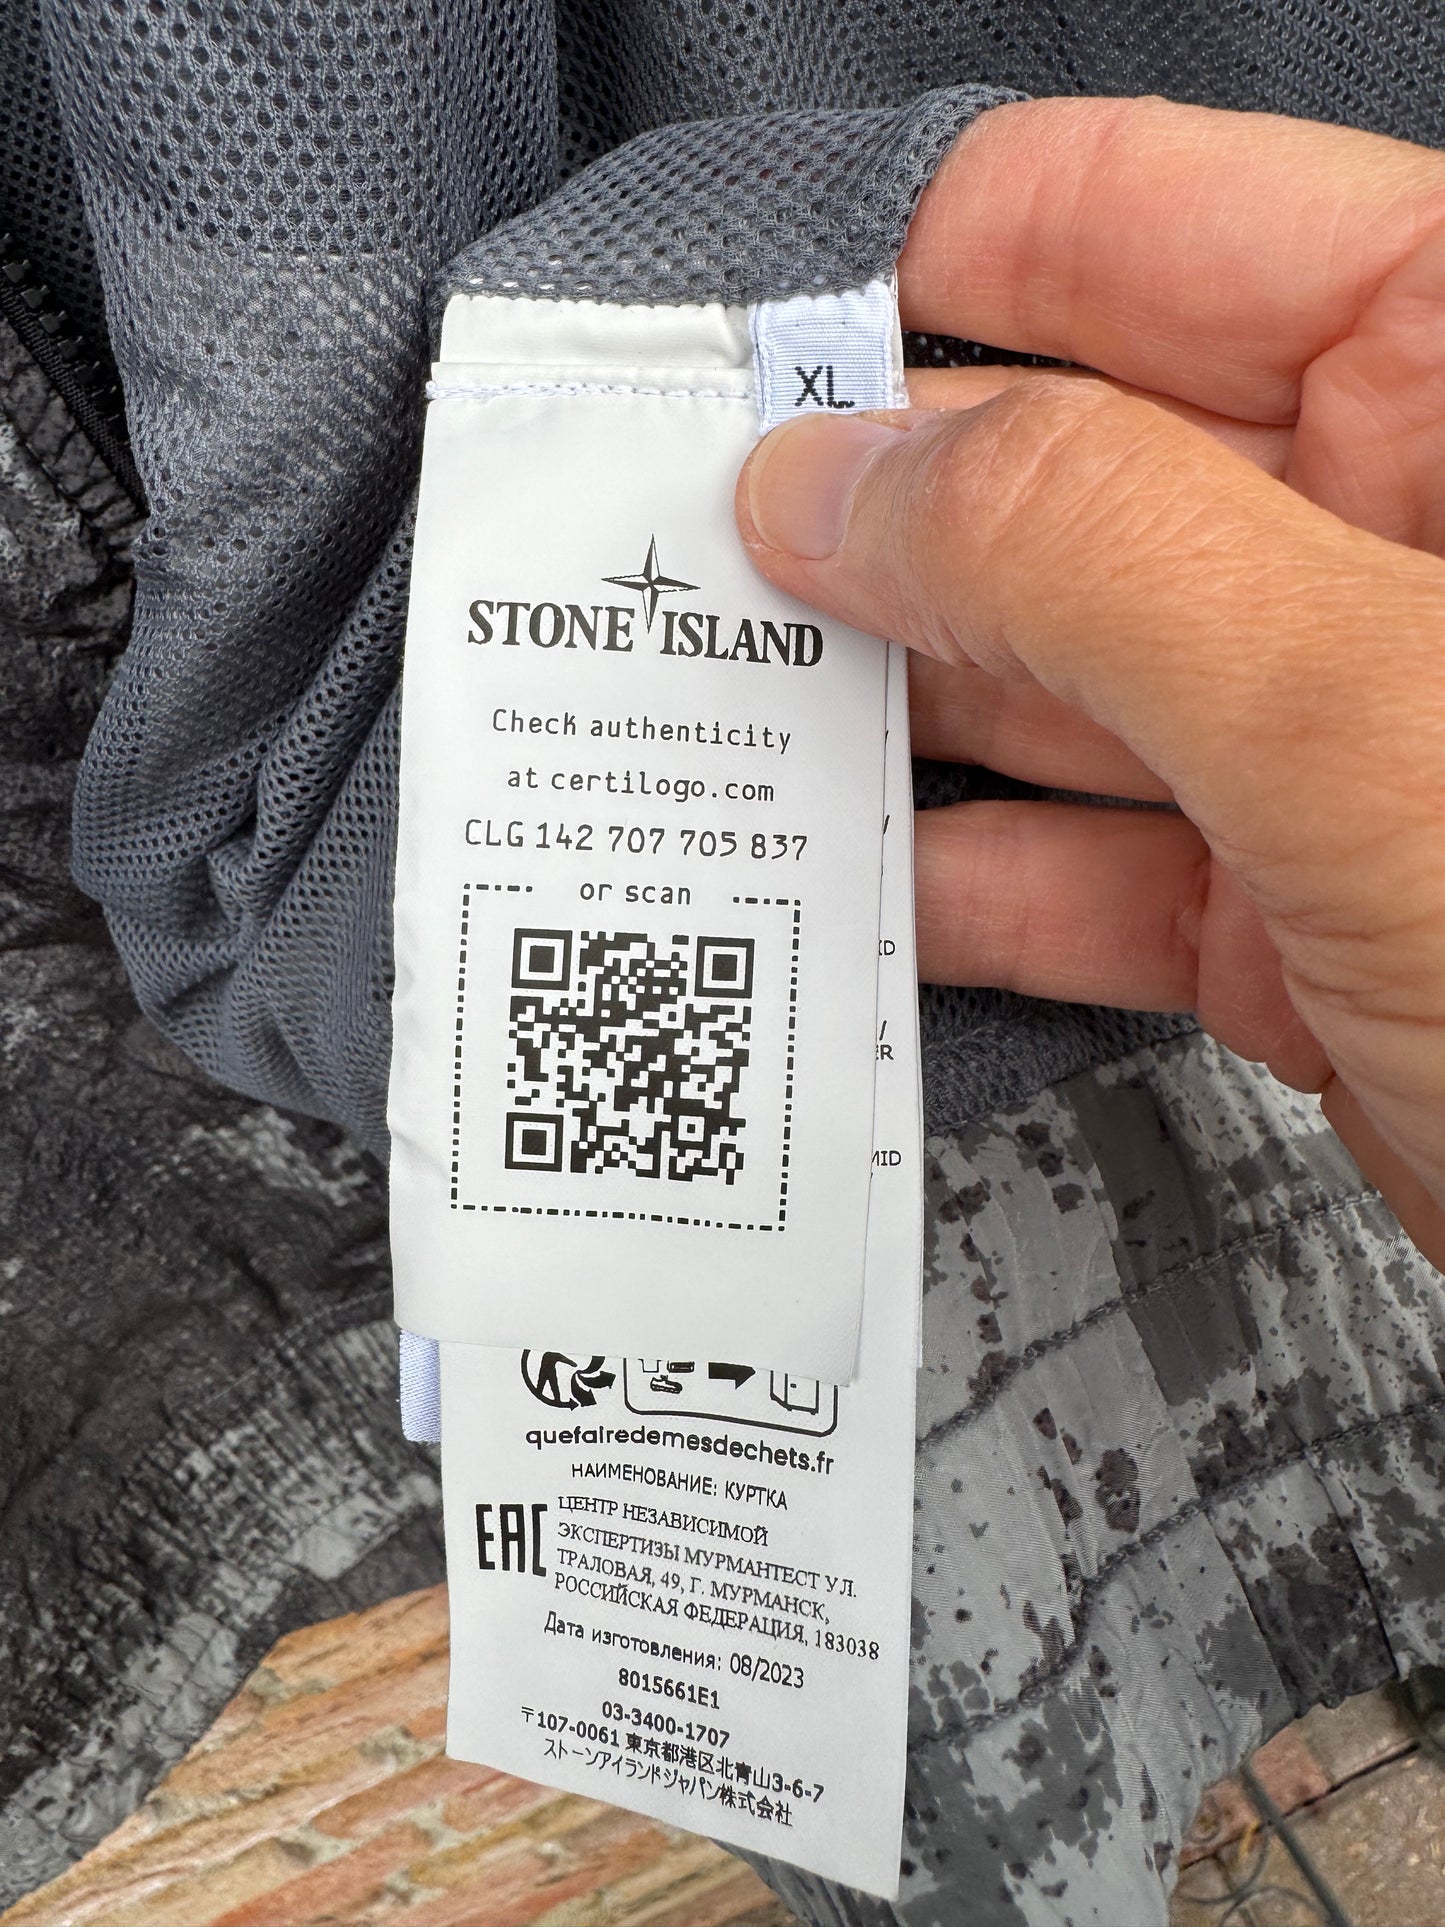 XL
STONE ISLAND
Check authenticity
at certilogo.com
CLG 142 707 705 837
or scan
quefairedemesdechets.fr
НАИМЕНОВАНИЕ: КУРТКА
EAC
ЦЕНТР НЕЗАВИСИМОЙ
ЭКСПЕРТИЗЫ МУРМАНТЕСТ УЛ.
ТРАЛОВАЯ, 49, Г. МУРМАНСК,
РОССИЙСКАЯ ФЕДЕРАЦИЯ, 183038
Дата изготовления: 08/2023
8015661E1
03-3400-1707
〒107-0061 東京都港区北青山3-6-7
ストーンアイランドジャパン株式会社